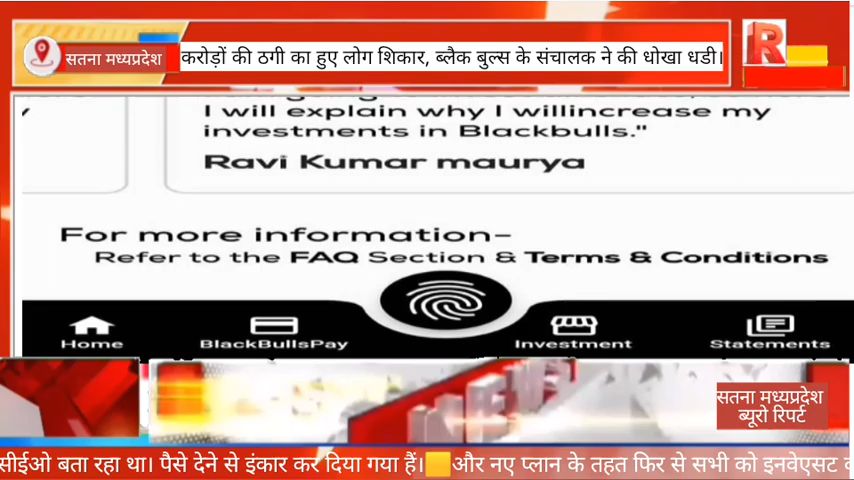 सतना मध्यप्रदेश
करोड़ों की ठगी का हुए लोग शिकार, ब्लैक बुल्स के संचालक ने की धोखा धडी।
R
I will explain why I willincrease my
investments in Blackbulls."
Ravi Kumar maurya
For more information-
Refer to the FAQ Section & Terms & Conditions
Home BlackBullsPay Investment Statements
NEWS
सतना मध्यप्रदेश
ब्यूरो रिपर्ट
सीईओ बता रहा था। पैसे देने से इंकार कर दिया गया हैं। और नए प्लान के तहत फिर से सभी को इनवेएसट